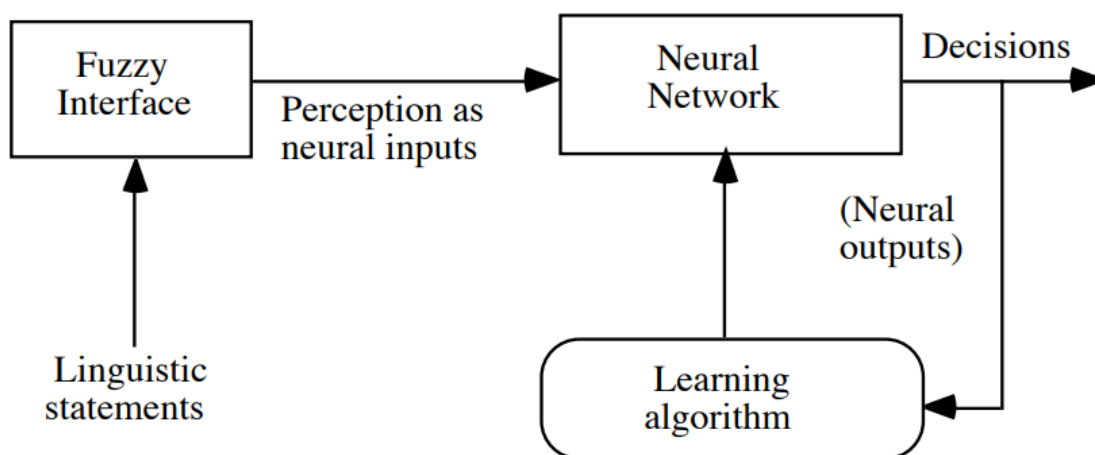 Fuzzy
Interface
Perception as
neural inputs
Neural
Network
Decisions
(Neural
outputs)
Linguistic
statements
Learning
algorithm